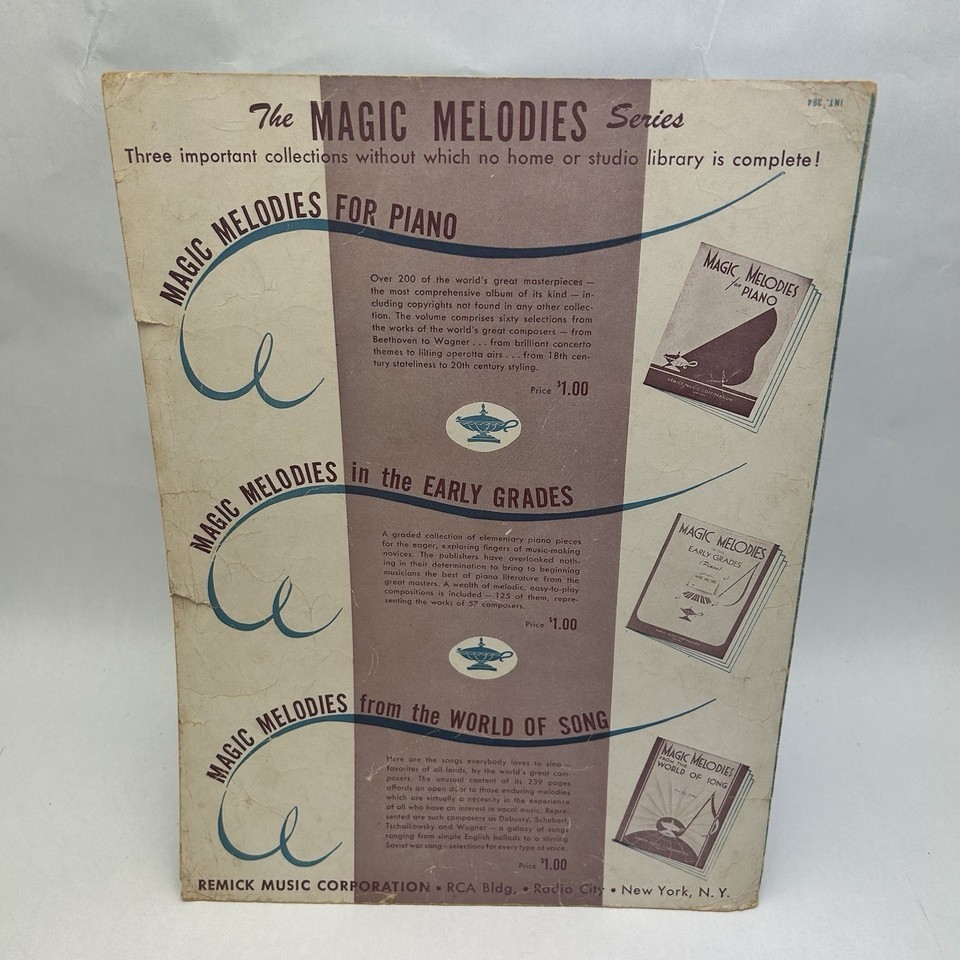 INT. 394
The MAGIC MELODIES Series
Three important collections without which no home or studio library is complete!
MAGIC MELODIES FOR PIANO
Over 200 of the world's great masterpieces —
the most comprehensive album of its kind — in-
cluding copyrights not found in any other collec-
tion. The volume comprises sixty selections from
the works of the world's great composers — from
Beethoven to Wagner . . . from brilliant concerto
themes to lilting operetta airs . . . from 18th cen-
tury stateliness to 20th century styling.
Price $1.00
MAGIC MELODIES
for PIANO
REMICK MUSIC CORPORATION
MAGIC MELODIES in the EARLY GRADES
A graded collection of elementary piano pieces
for the eager, exploring fingers of music-making
novices. The publishers have overlooked noth-
ing in their determination to bring to beginning
musicians the best of piano literature from the
great masters. A wealth of melodic, easy-to-play
compositions is included — 125 of them, repre-
senting the works of 57 composers.
Price $1.00
MAGIC MELODIES
EARLY GRADES
(Piano)
MAGIC MELODIES from the WORLD OF SONG
Here are the songs everybody loves to sing —
favorites of all lands, by the world's great com-
posers. The unusual content of its 239 pages
affords an open door to those enduring melodies
which are virtually a necessity in the experience
of all who have an interest in vocal music. Repre-
sented are such composers as Debussy, Schubert,
Tschaikowsky and Wagner — a galaxy of songs
ranging from simple English ballads to a stirring
Soviet war song — selections for every type of voice.
Price $1.00
MAGIC MELODIES
FROM THE
WORLD OF SONG
REMICK MUSIC CORPORATION • RCA Bldg. • Radio City • New York, N. Y.